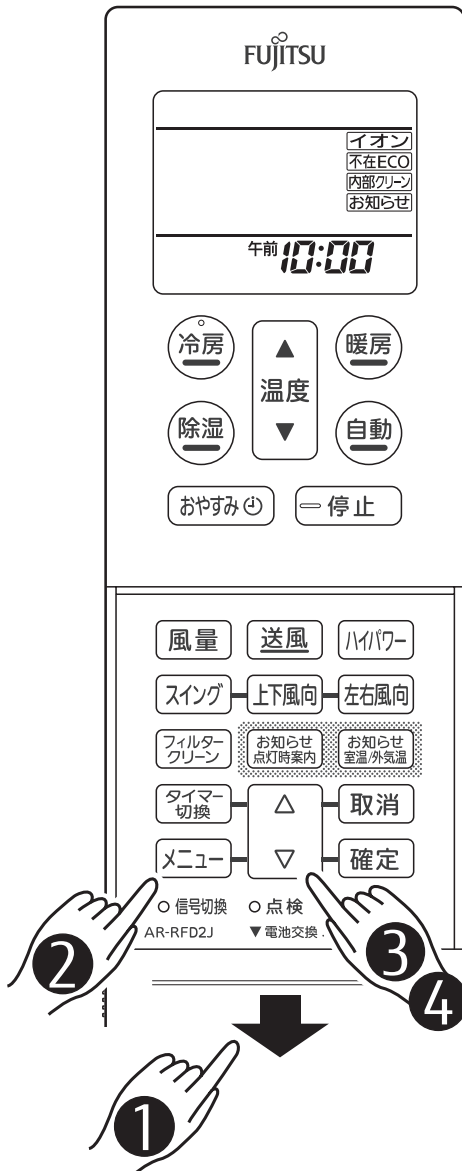 FUJITSU
イオン
不在ECO
内部クリーン
お知らせ
午前 10:00
冷房 ▲ 温度 ▼ 暖房
除湿 自動
おやすみ 停止
風量 送風 ハイパワー
スイング 上下風向 左右風向
フィルター
クリーン
お知らせ
点灯時案内
お知らせ
室温/外気温
タイマー
切換
△ 取消
メニュー ▽ 確定
信号切換 点検
AR-RFD2J ▼電池交換
2 3
4
1